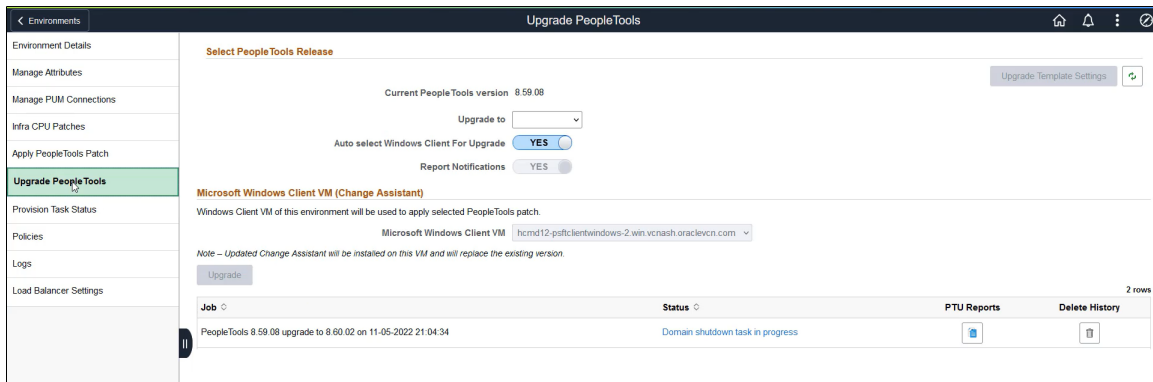 Environments
Upgrade PeopleTools
Environment Details
Manage Attributes
Manage PUM Connections
Infra CPU Patches
Apply PeopleTools Patch
Upgrade PeopleTools
Provision Task Status
Policies
Logs
Load Balancer Settings
Select PeopleTools Release
Upgrade Template Settings
Current PeopleTools version 8.59.08
Upgrade to
Auto select Windows Client For Upgrade YES
Report Notifications YES
Microsoft Windows Client VM (Change Assistant)
Windows Client VM of this environment will be used to apply selected PeopleTools patch.
Microsoft Windows Client VM hcmd12-psftclientwindows-2.win.vcnash.oraclevcn.com
Note – Updated Change Assistant will be installed on this VM and will replace the existing version.
Upgrade
2 rows
Job Status PTU Reports Delete History
PeopleTools 8.59.08 upgrade to 8.60.02 on 11-05-2022 21:04:34 Domain shutdown task in progress